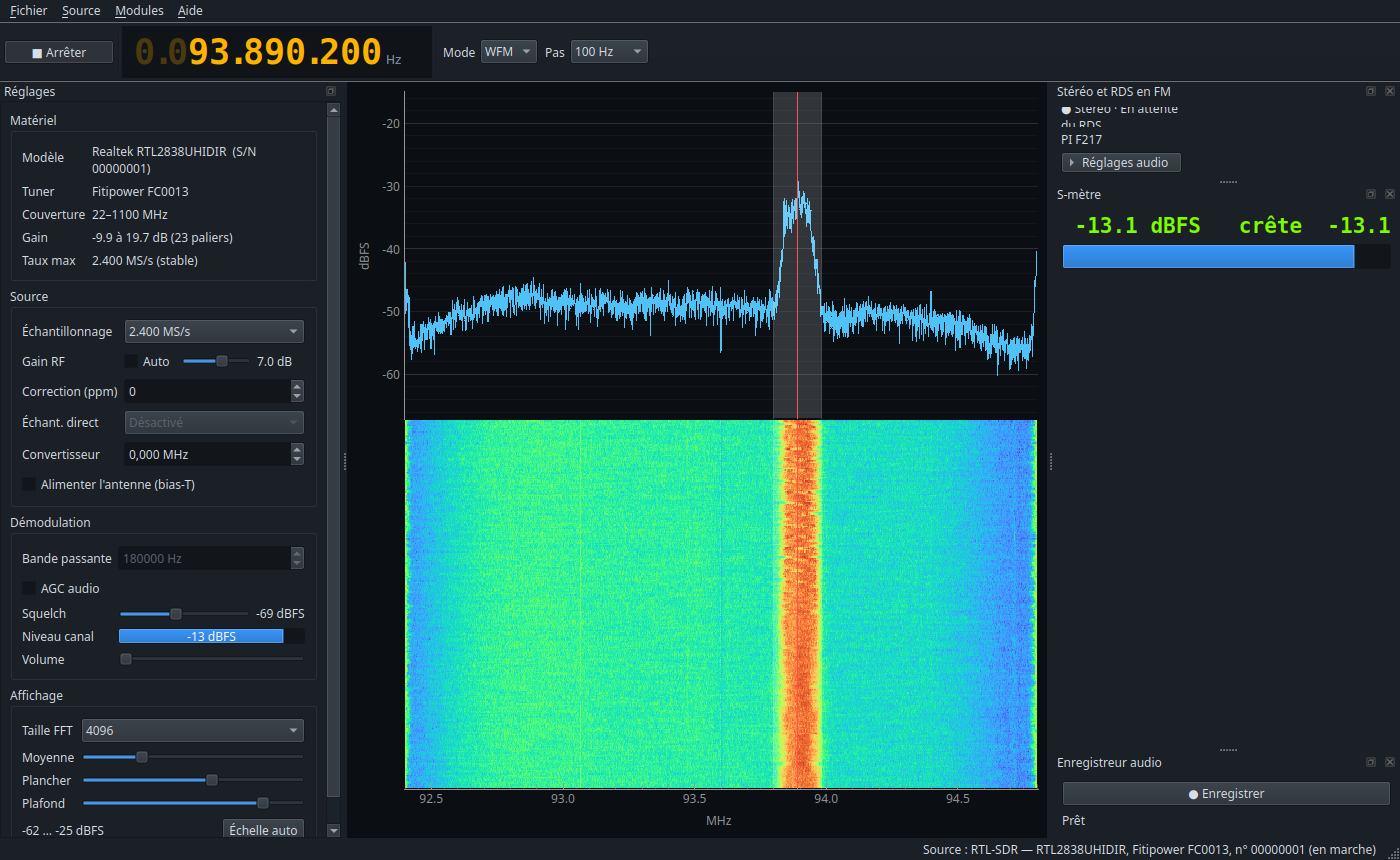 Fichier Source Modules Aide
■ Arrêter
0.093.890.200 Hz
Mode WFM Pas 100 Hz
Réglages
Matériel
Modèle Realtek RTL2838UHIDIR (S/N
00000001)
Tuner Fitipower FC0013
Couverture 22–1100 MHz
Gain -9.9 à 19.7 dB (23 paliers)
Taux max 2.400 MS/s (stable)
Source
Échantillonnage 2.400 MS/s
Gain RF Auto 7.0 dB
Correction (ppm) 0
Échant. direct Désactivé
Convertisseur 0,000 MHz
Alimenter l'antenne (bias-T)
Démodulation
Bande passante 180000 Hz
AGC audio
Squelch -69 dBFS
Niveau canal -13 dBFS
Volume
Affichage
Taille FFT 4096
Moyenne
Plancher
Plafond
-62 ... -25 dBFS Échelle auto
dBFS
-20
-30
-40
-50
-60
92.5 93.0 93.5 94.0 94.5
MHz
Stéréo et RDS en FM
● Stéréo · En attente
du RDS
PI F217
Réglages audio
S-mètre
-13.1 dBFS crête -13.1
Enregistreur audio
● Enregistrer
Prêt
Source : RTL-SDR — RTL2838UHIDIR, Fitipower FC0013, n° 00000001 (en marche)